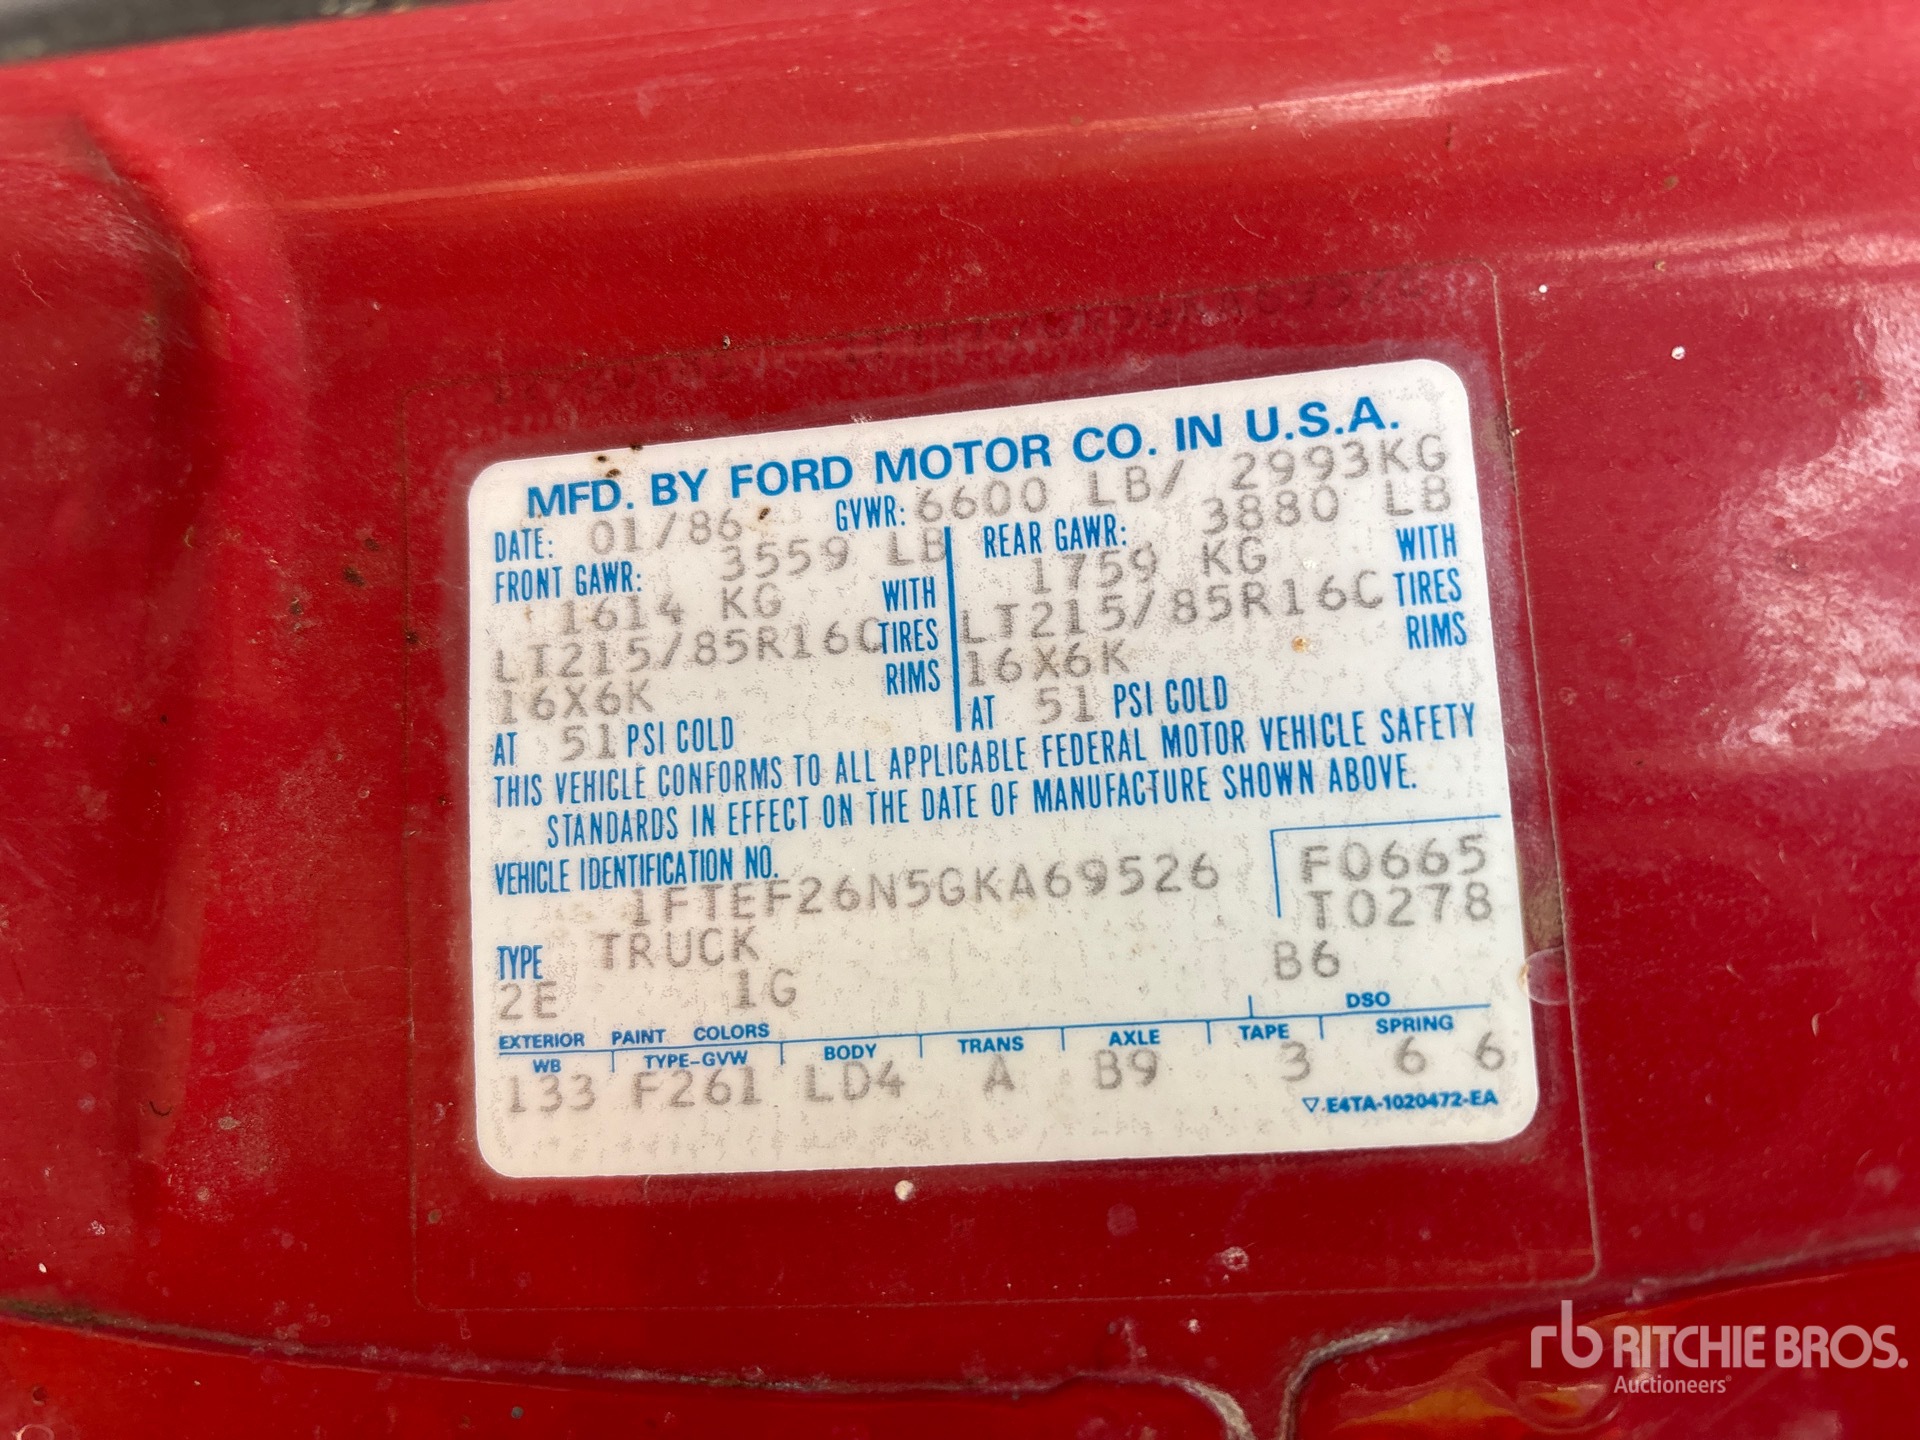 MFD. BY FORD MOTOR CO. IN U.S.A.
DATE: 01/86 GVWR: 6600 LB/ 2993KG
FRONT GAWR: 3559 LB REAR GAWR: 3880 LB
1614 KG WITH 1759 KG WITH
LT215/85R16C TIRES LT215/85R16C TIRES
16X6K RIMS 16X6K RIMS
AT 51 PSI COLD AT 51 PSI COLD
THIS VEHICLE CONFORMS TO ALL APPLICABLE FEDERAL MOTOR VEHICLE SAFETY
STANDARDS IN EFFECT ON THE DATE OF MANUFACTURE SHOWN ABOVE.
VEHICLE IDENTIFICATION NO. F0665
1FTEF26N5GKA69526 T0278
TYPE TRUCK B6
2E 1G
EXTERIOR PAINT COLORS DSO
WB TYPE-GVW BODY TRANS AXLE TAPE SPRING
133 F261 LD4 A B9 3 6 6
▽ E4TA-1020472-EA
rb RITCHIE BROS.
Auctioneers